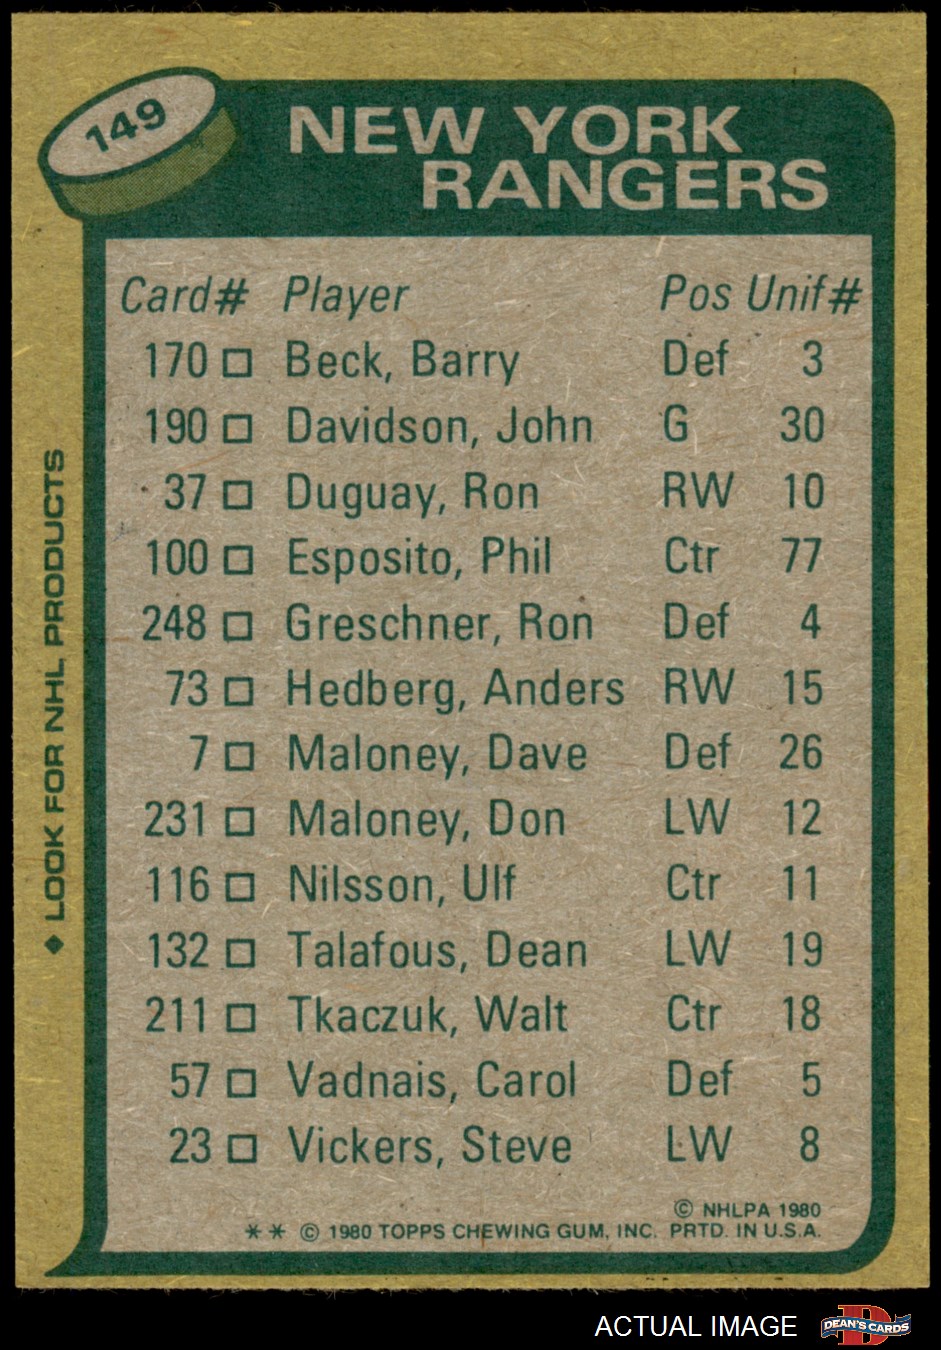 149
NEW YORK
RANGERS
Card# Player Pos Unif#
170 Beck, Barry Def 3
190 Davidson, John G 30
37 Duguay, Ron RW 10
100 Esposito, Phil Ctr 77
248 Greschner, Ron Def 4
73 Hedberg, Anders RW 15
7 Maloney, Dave Def 26
231 Maloney, Don LW 12
116 Nilsson, Ulf Ctr 11
132 Talafous, Dean LW 19
211 Tkaczuk, Walt Ctr 18
57 Vadnais, Carol Def 5
23 Vickers, Steve LW 8
© NHLPA 1980
** © 1980 TOPPS CHEWING GUM, INC. PRTD. IN U.S.A.
◆ LOOK FOR NHL PRODUCTS
ACTUAL IMAGE
D
DEAN'S CARDS